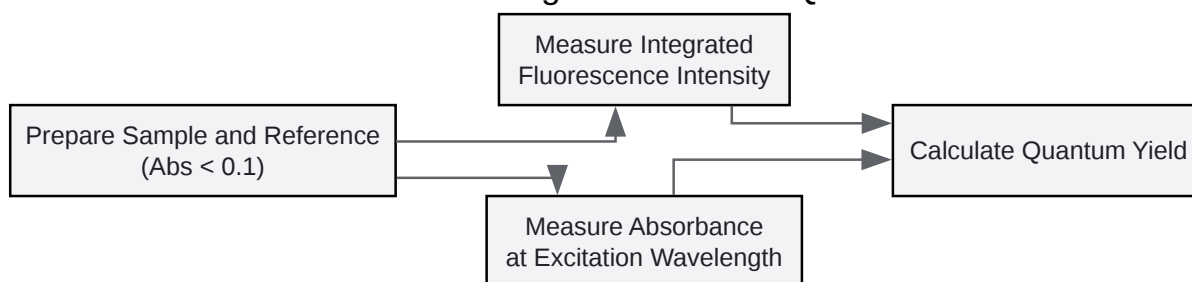 Measure Integrated
Fluorescence Intensity
Prepare Sample and Reference
(Abs < 0.1)
Calculate Quantum Yield
Measure Absorbance
at Excitation Wavelength